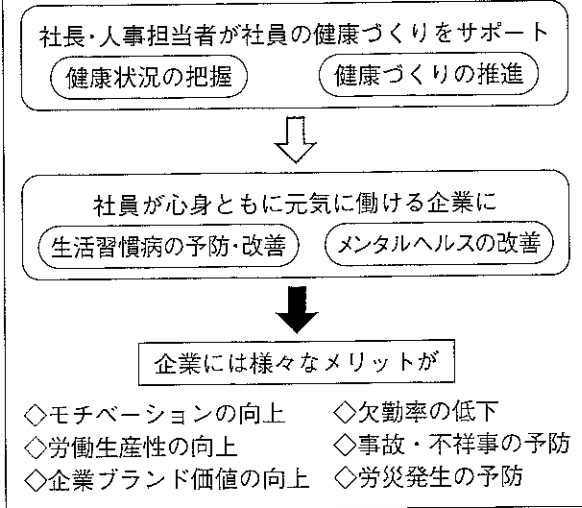 社長・人事担当者が社員の健康づくりをサポート
健康状況の把握 健康づくりの推進
社員が心身ともに元気に働ける企業に
生活習慣病の予防・改善 メンタルヘルスの改善
企業には様々なメリットが
◇モチベーションの向上 ◇欠勤率の低下
◇労働生産性の向上 ◇事故・不祥事の予防
◇企業ブランド価値の向上 ◇労災発生の予防